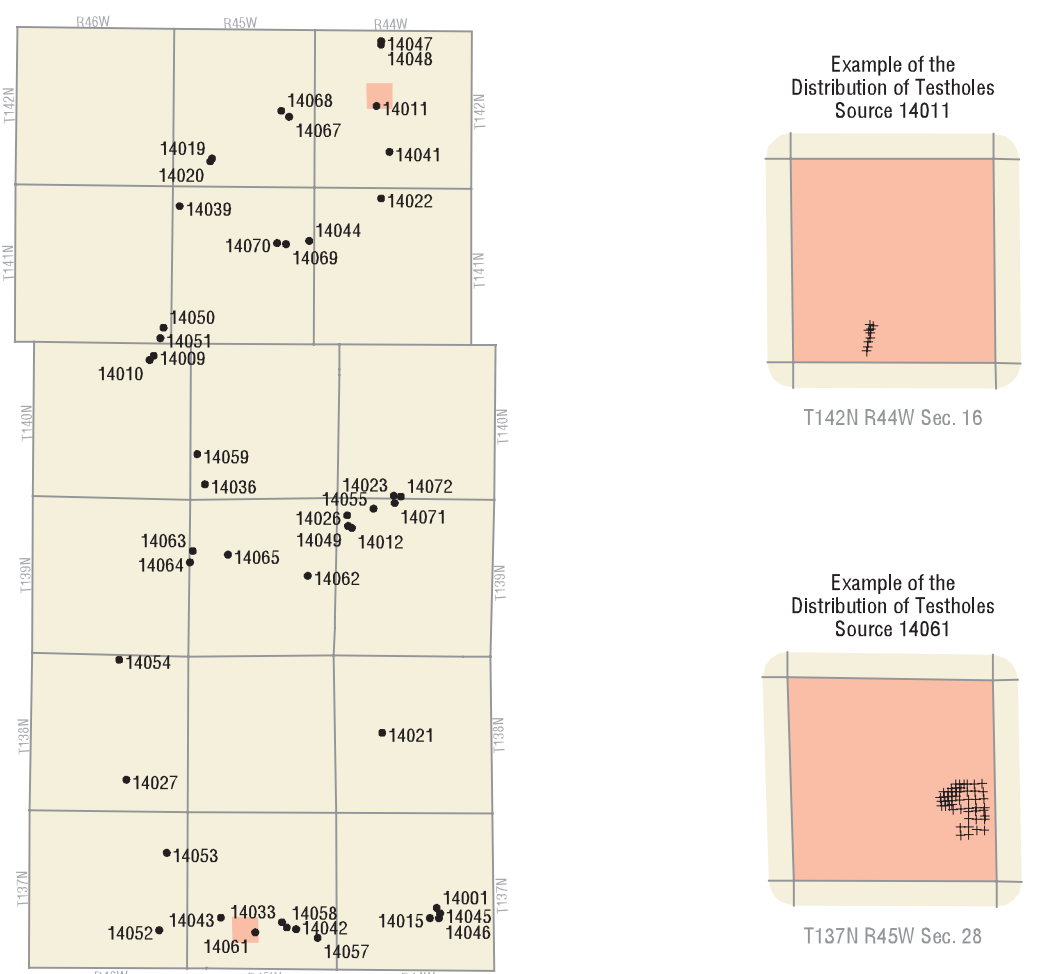 R46W
R45W
R44W
14047
14048
Example of the
Distribution of Testholes
Source 14011
T142N
T142N
14068
14011
14067
14019
14041
14020
14022
14039
14044
14070
14069
T141N
T141N
14050
14051
14009
14010
T142N R44W Sec. 16
T140N
T140N
14059
14036
14023
14072
14055
14026
14071
14049
14012
14063
14064
14065
14062
T139N
T139N
Example of the
Distribution of Testholes
Source 14061
14054
T138N
T138N
14021
14027
14053
T137N
T137N
14001
14043
14033
14058
14015
14045
14052
14042
14046
14061
14057
T137N R45W Sec. 28